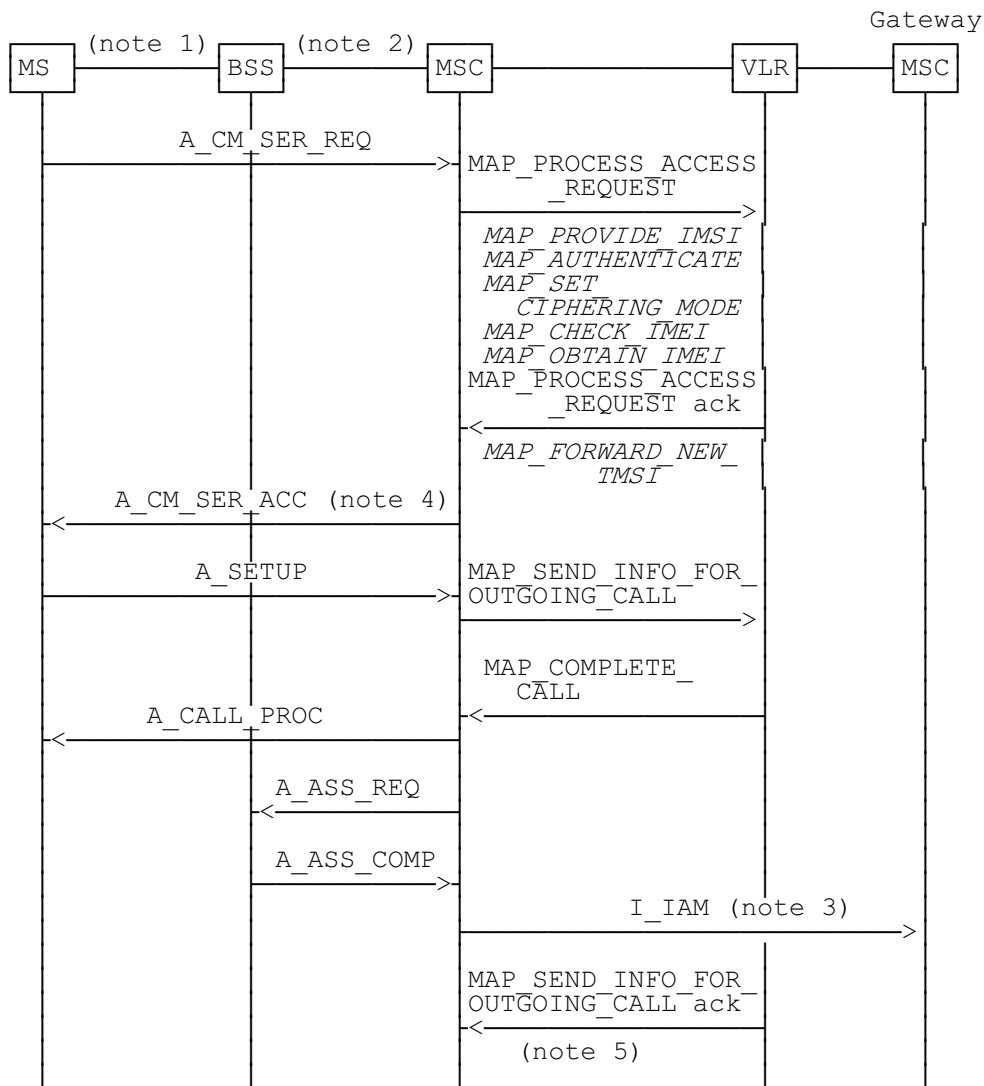 Gateway
(note 1) (note 2)
MS BSS MSC VLR MSC
A_CM_SER_REQ
MAP_PROCESS_ACCESS
_REQUEST
MAP_PROVIDE_IMSI
MAP_AUTHENTICATE
MAP_SET_
CIPHERING_MODE
MAP_CHECK_IMEI
MAP_OBTAIN_IMEI
MAP_PROCESS_ACCESS
_REQUEST ack
MAP_FORWARD_NEW_
TMSI
A_CM_SER_ACC (note 4)
A_SETUP
MAP_SEND_INFO_FOR_
OUTGOING_CALL
MAP_COMPLETE_
CALL
A_CALL_PROC
A_ASS_REQ
A_ASS_COMP
I_IAM (note 3)
MAP_SEND_INFO_FOR_
OUTGOING_CALL ack
(note 5)